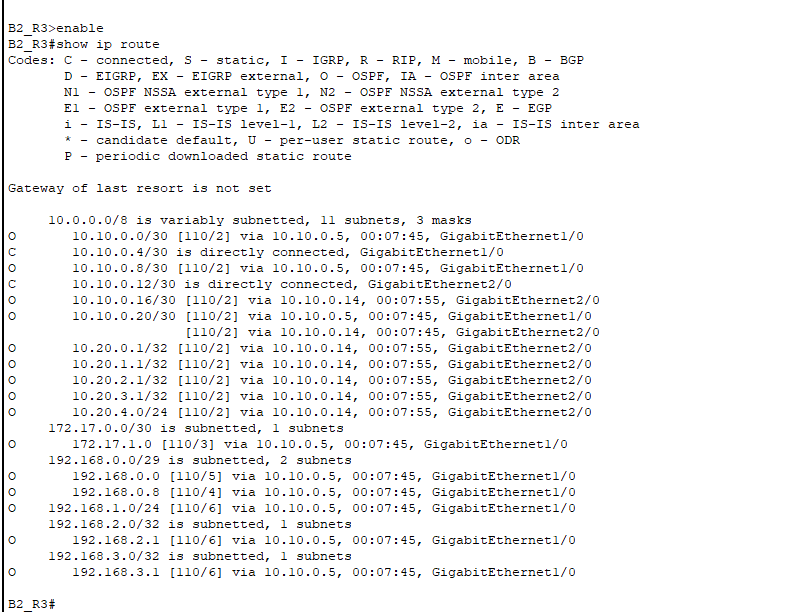 B2_R3>enable
B2_R3#show ip route
Codes: C - connected, S - static, I - IGRP, R - RIP, M - mobile, B - BGP
       D - EIGRP, EX - EIGRP external, O - OSPF, IA - OSPF inter area
       N1 - OSPF NSSA external type 1, N2 - OSPF NSSA external type 2
       E1 - OSPF external type 1, E2 - OSPF external type 2, E - EGP
       i - IS-IS, L1 - IS-IS level-1, L2 - IS-IS level-2, ia - IS-IS inter area
       * - candidate default, U - per-user static route, o - ODR
       P - periodic downloaded static route
Gateway of last resort is not set
     10.0.0.0/8 is variably subnetted, 11 subnets, 3 masks
O       10.10.0.0/30 [110/2] via 10.10.0.5, 00:07:45, GigabitEthernet1/0
C       10.10.0.4/30 is directly connected, GigabitEthernet1/0
O       10.10.0.8/30 [110/2] via 10.10.0.5, 00:07:45, GigabitEthernet1/0
C       10.10.0.12/30 is directly connected, GigabitEthernet2/0
O       10.10.0.16/30 [110/2] via 10.10.0.14, 00:07:55, GigabitEthernet2/0
O       10.10.0.20/30 [110/2] via 10.10.0.5, 00:07:45, GigabitEthernet1/0
                      [110/2] via 10.10.0.14, 00:07:45, GigabitEthernet2/0
O       10.20.0.1/32 [110/2] via 10.10.0.14, 00:07:55, GigabitEthernet2/0
O       10.20.1.1/32 [110/2] via 10.10.0.14, 00:07:55, GigabitEthernet2/0
O       10.20.2.1/32 [110/2] via 10.10.0.14, 00:07:55, GigabitEthernet2/0
O       10.20.3.1/32 [110/2] via 10.10.0.14, 00:07:55, GigabitEthernet2/0
O       10.20.4.0/24 [110/2] via 10.10.0.14, 00:07:55, GigabitEthernet2/0
     172.17.0.0/30 is subnetted, 1 subnets
O       172.17.1.0 [110/3] via 10.10.0.5, 00:07:45, GigabitEthernet1/0
     192.168.0.0/29 is subnetted, 2 subnets
O       192.168.0.0 [110/5] via 10.10.0.5, 00:07:45, GigabitEthernet1/0
O       192.168.0.8 [110/4] via 10.10.0.5, 00:07:45, GigabitEthernet1/0
O    192.168.1.0/24 [110/6] via 10.10.0.5, 00:07:45, GigabitEthernet1/0
     192.168.2.0/32 is subnetted, 1 subnets
O       192.168.2.1 [110/6] via 10.10.0.5, 00:07:45, GigabitEthernet1/0
     192.168.3.0/32 is subnetted, 1 subnets
O       192.168.3.1 [110/6] via 10.10.0.5, 00:07:45, GigabitEthernet1/0
B2_R3#